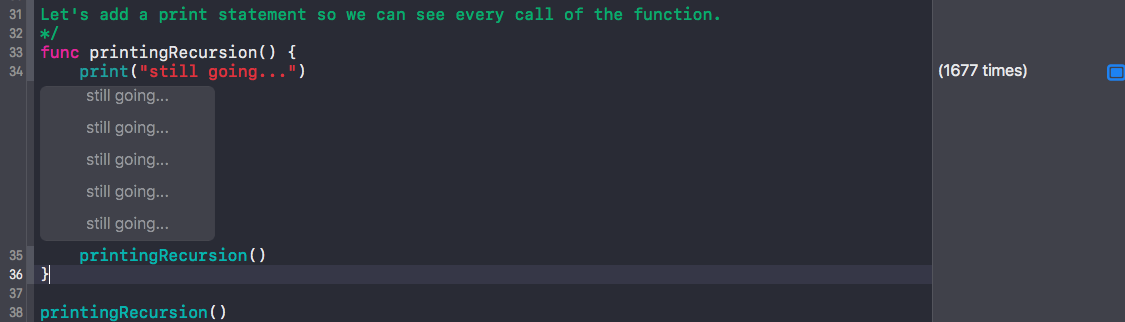 31 Let's add a print statement so we can see every call of the function.
32 */
33 func printingRecursion() {
34     print("still going...") (1677 times)
still going...
still going...
still going...
still going...
still going...
35     printingRecursion()
36 }
37
38 printingRecursion()